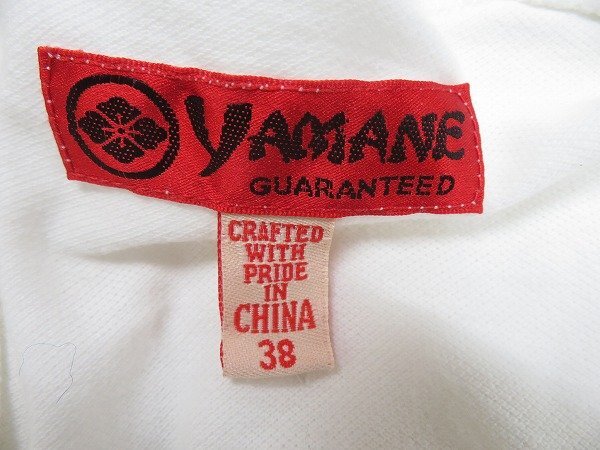 YAMANE
GUARANTEED
CRAFTED
WITH
PRIDE
IN
CHINA
38